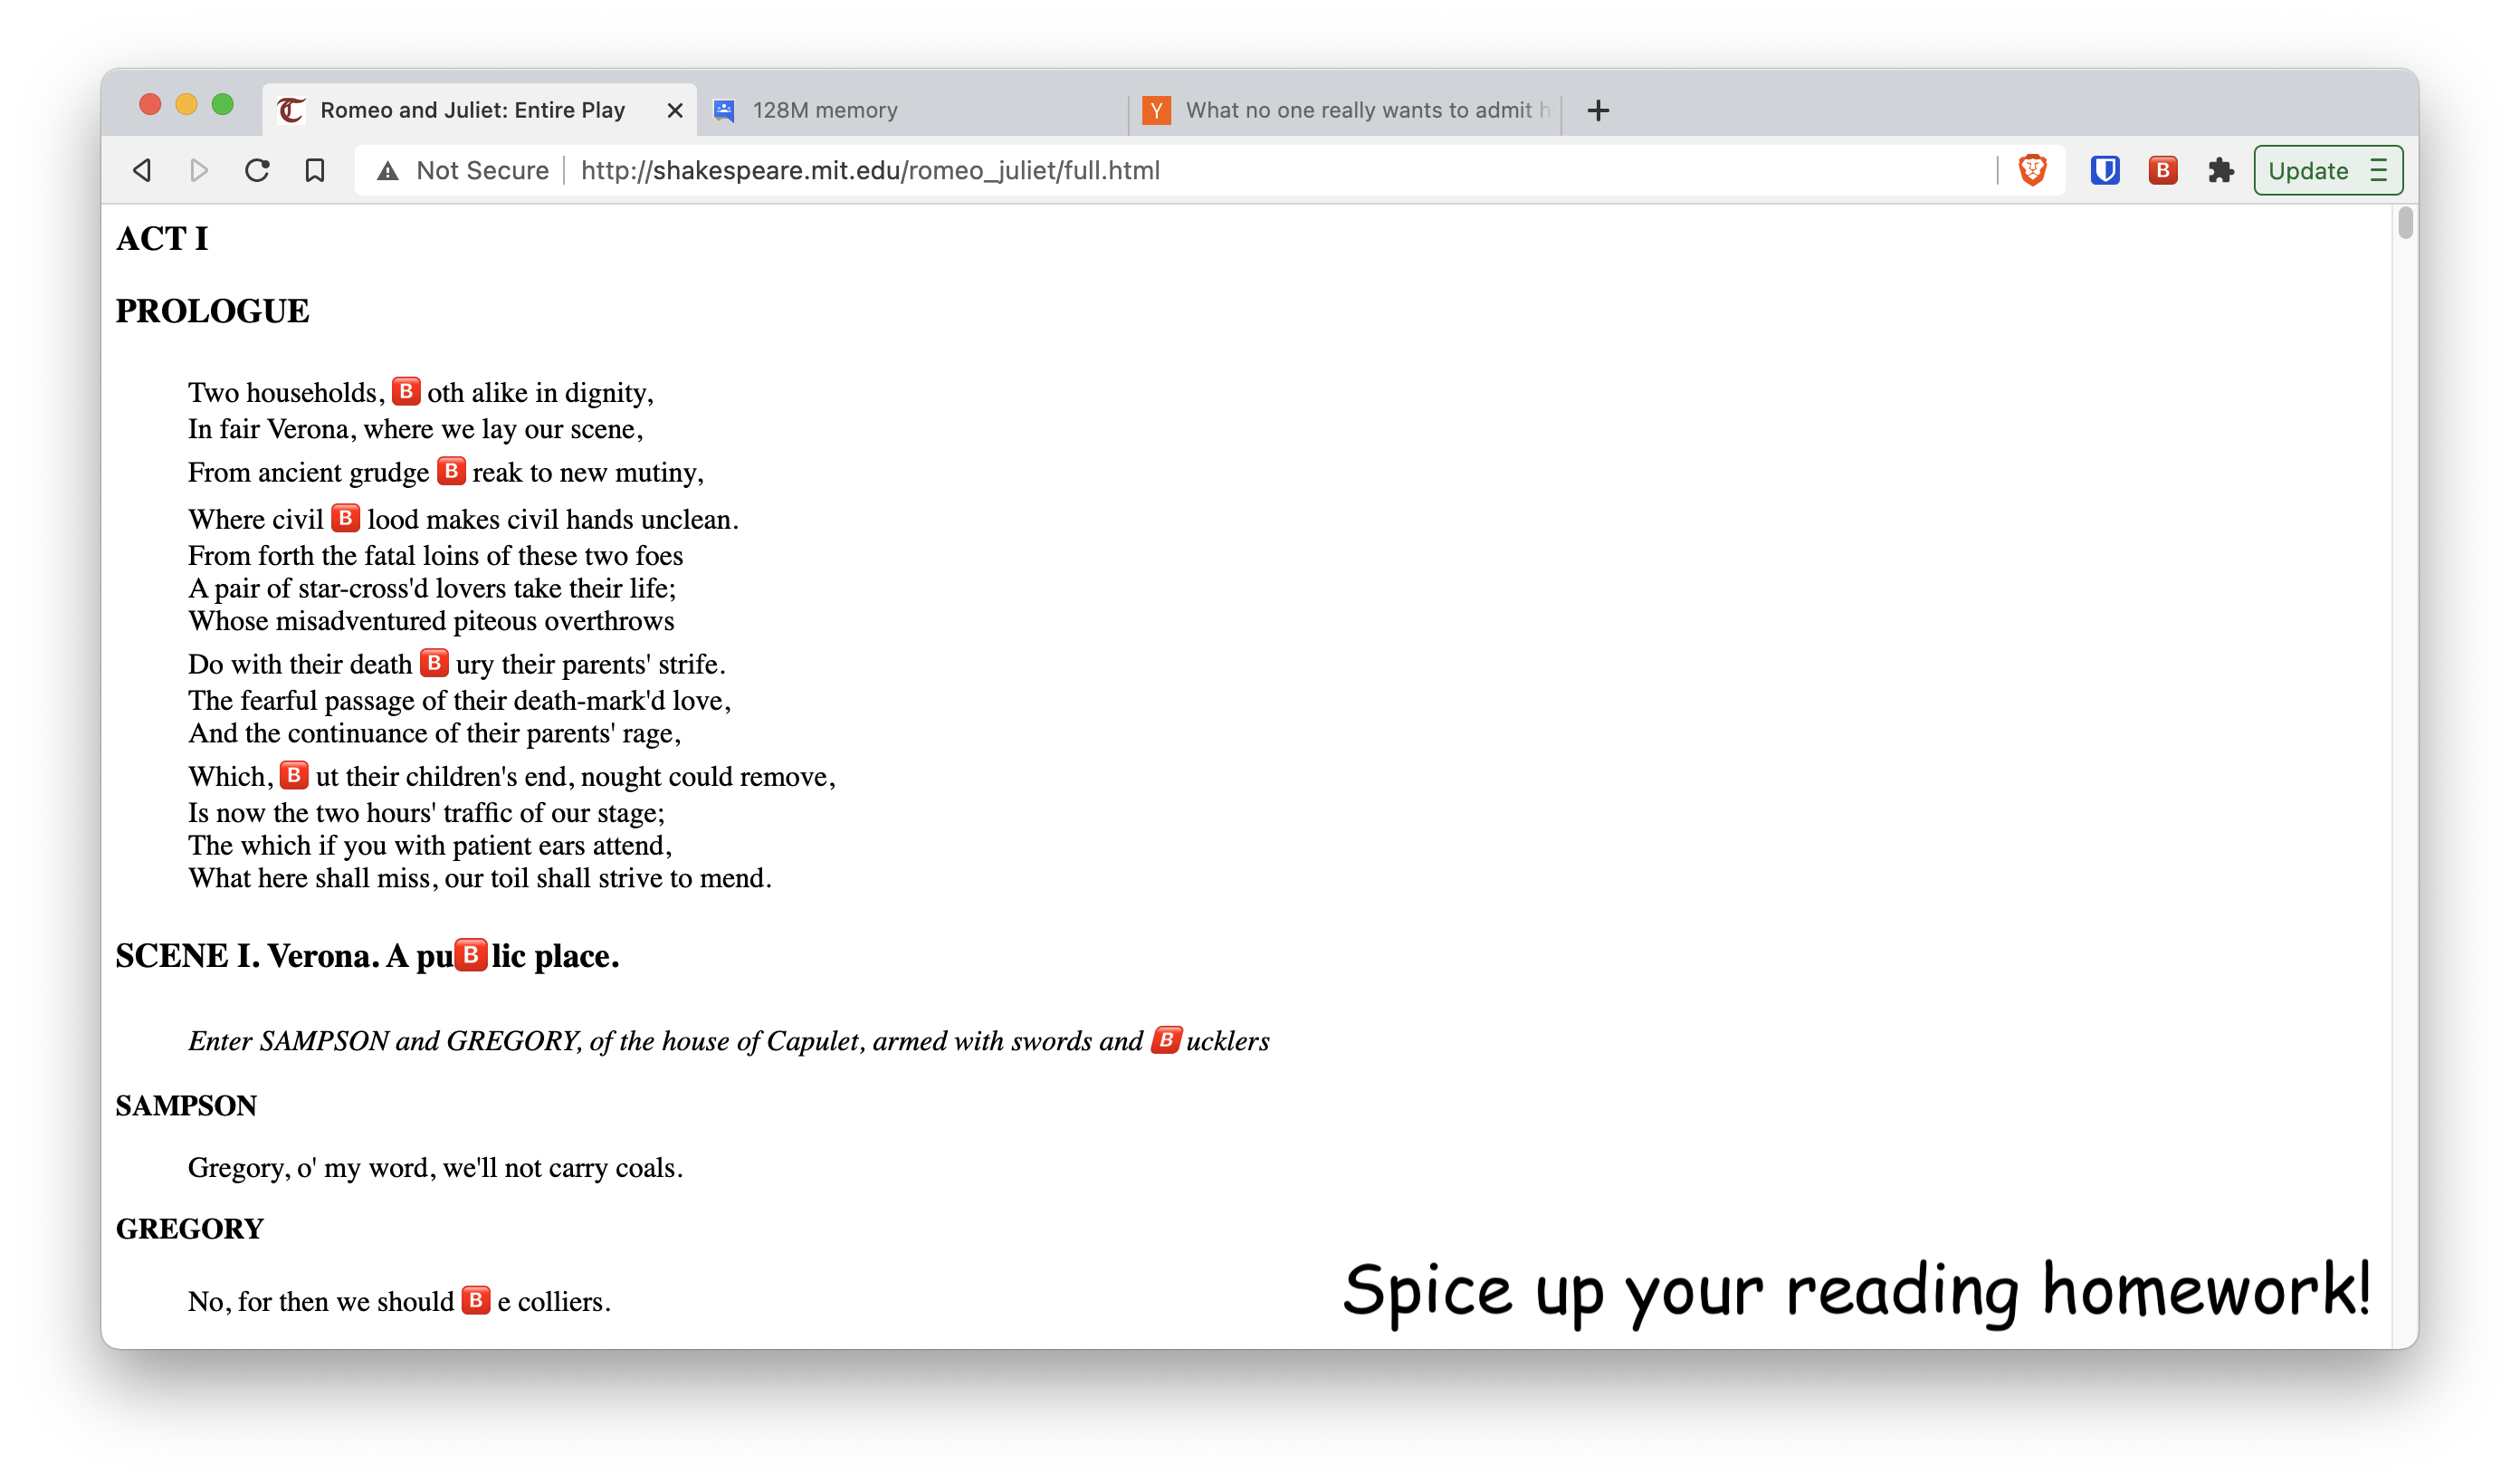 Romeo and Juliet: Entire Play
128M memory
What no one really wants to admit h
Not Secure
http://shakespeare.mit.edu/romeo_juliet/full.html
Update
ACT I
PROLOGUE
Two households, 🅱️ oth alike in dignity,
In fair Verona, where we lay our scene,
From ancient grudge 🅱️ reak to new mutiny,
Where civil 🅱️ lood makes civil hands unclean.
From forth the fatal loins of these two foes
A pair of star-cross'd lovers take their life;
Whose misadventured piteous overthrows
Do with their death 🅱️ ury their parents' strife.
The fearful passage of their death-mark'd love,
And the continuance of their parents' rage,
Which, 🅱️ ut their children's end, nought could remove,
Is now the two hours' traffic of our stage;
The which if you with patient ears attend,
What here shall miss, our toil shall strive to mend.
SCENE I. Verona. A pu🅱️lic place.
Enter SAMPSON and GREGORY, of the house of Capulet, armed with swords and 🅱️ucklers
SAMPSON
Gregory, o' my word, we'll not carry coals.
GREGORY
No, for then we should 🅱️ e colliers.
Spice up your reading homework!